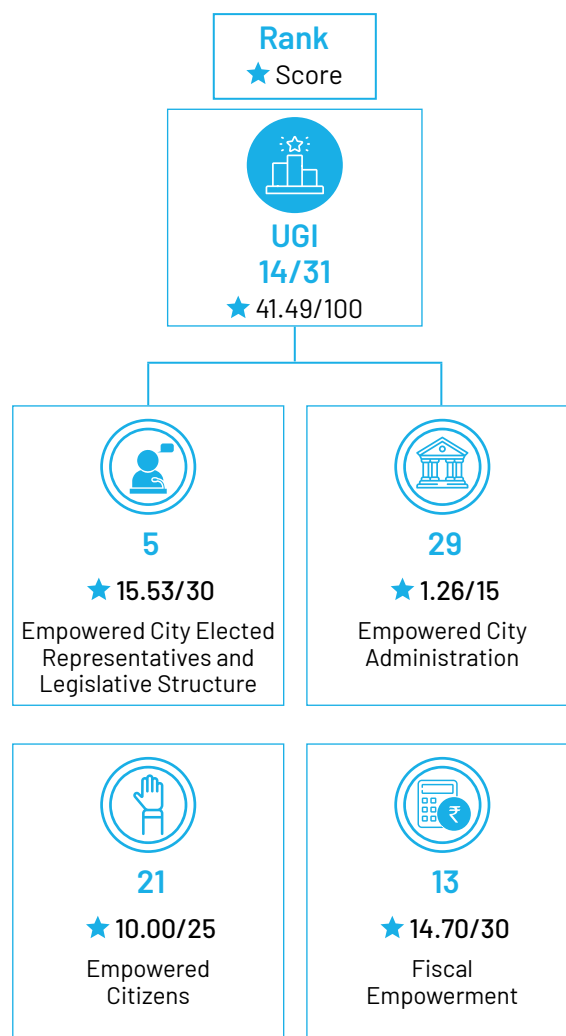 Rank
★ Score
UGI
14/31
★ 41.49/100
5
★ 15.53/30
Empowered City Elected
Representatives and
Legislative Structure
29
★ 1.26/15
Empowered City
Administration
21
★ 10.00/25
Empowered
Citizens
₹
13
★ 14.70/30
Fiscal
Empowerment